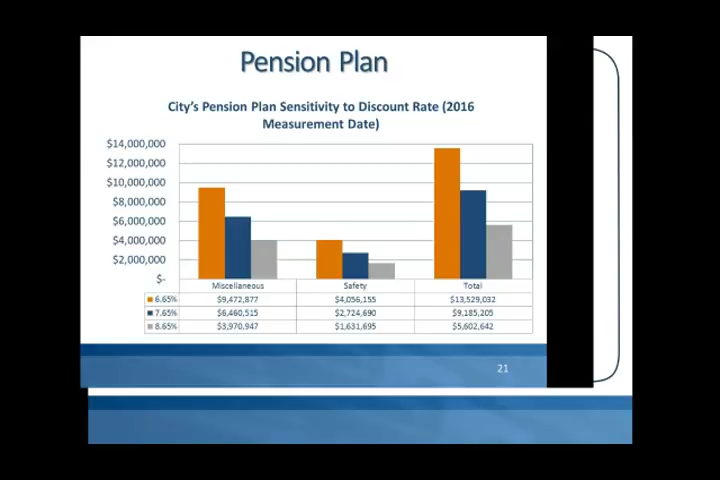 Pension Plan
City's Pension Plan Sensitivity to Discount Rate (2016
Measurement Date)
$14,000,000
$12,000,000
$10,000,000
$8,000,000
$6,000,000
$4,000,000
$2,000,000
$-
Miscellaneous Safety Total
6.65% $9,472,877 $4,056,155 $13,529,032
7.65% $6,460,515 $2,724,690 $9,185,205
8.65% $3,970,947 $1,631,695 $5,602,642
21